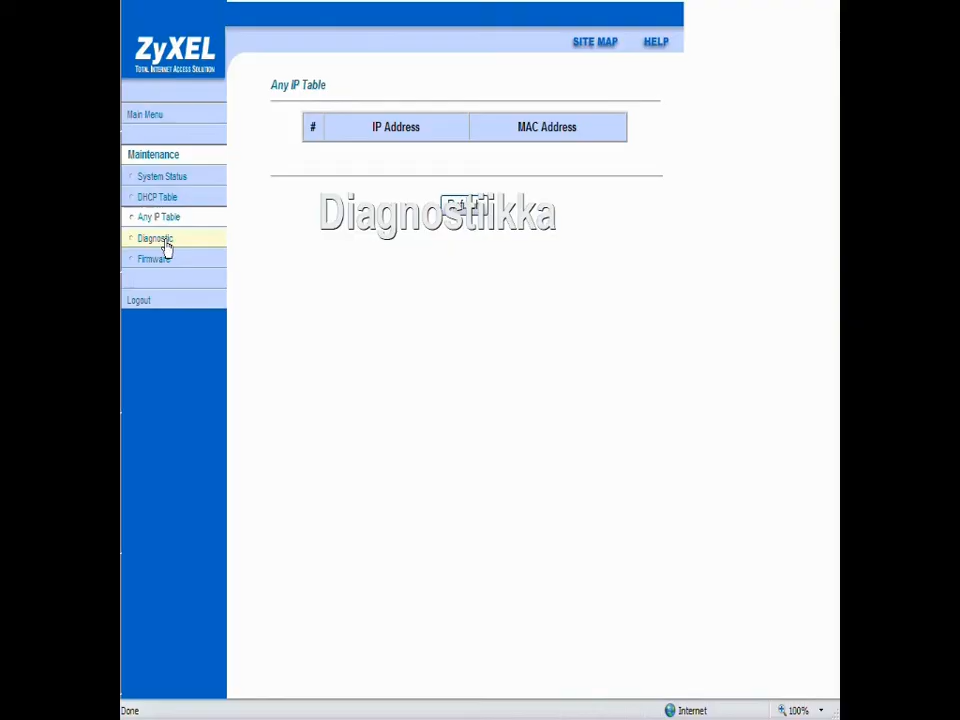 SITE MAP HELP
ZyXEL
TOTAL INTERNET ACCESS SOLUTION
Main Menu
Maintenance
System Status
DHCP Table
Any IP Table
Diagnostic
Firmware
Logout
Any IP Table
# IP Address MAC Address
Diagnostiikka
Done Internet 100%